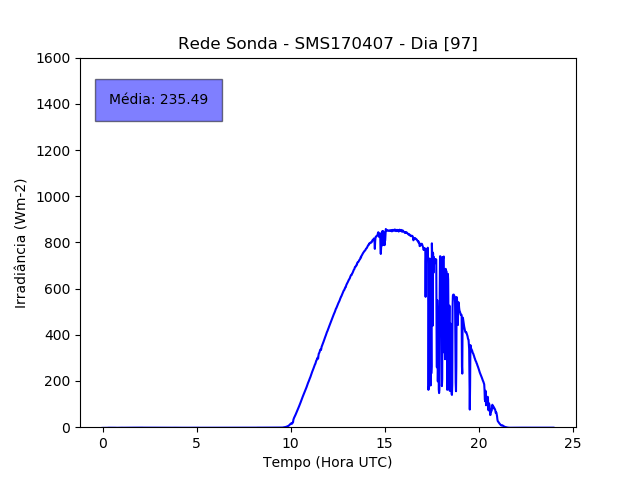 Rede Sonda - SMS170407 - Dia [97]
1600
1400
1200
1000
800
600
400
200
0
Média: 235.49
Irradiância (Wm-2)
0 5 10 15 20 25
Tempo (Hora UTC)